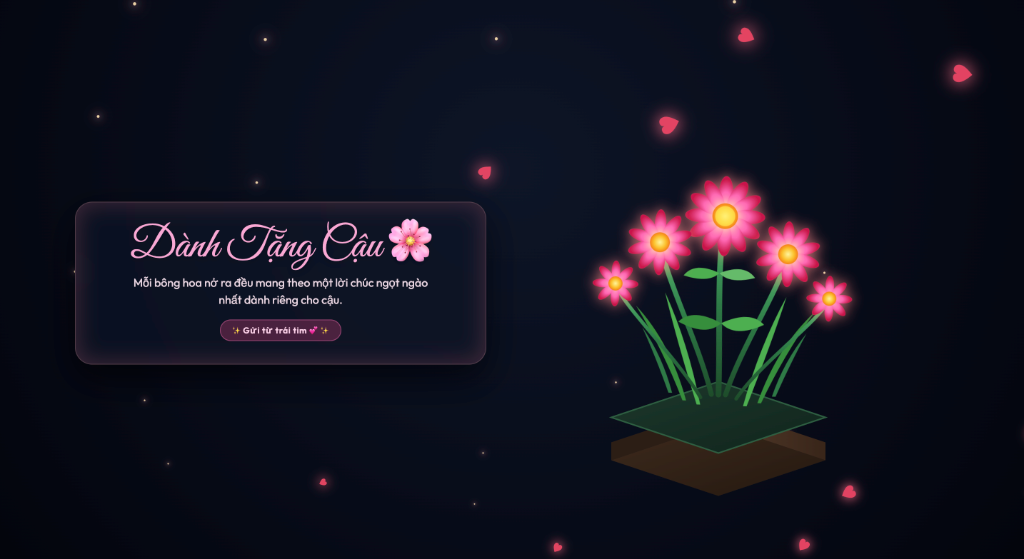 Dành Tặng Cậu🌸
Mỗi bông hoa nở ra đều mang theo một lời chúc ngọt ngào
nhất dành riêng cho cậu.
✨ Gửi từ trái tim 💕 ✨